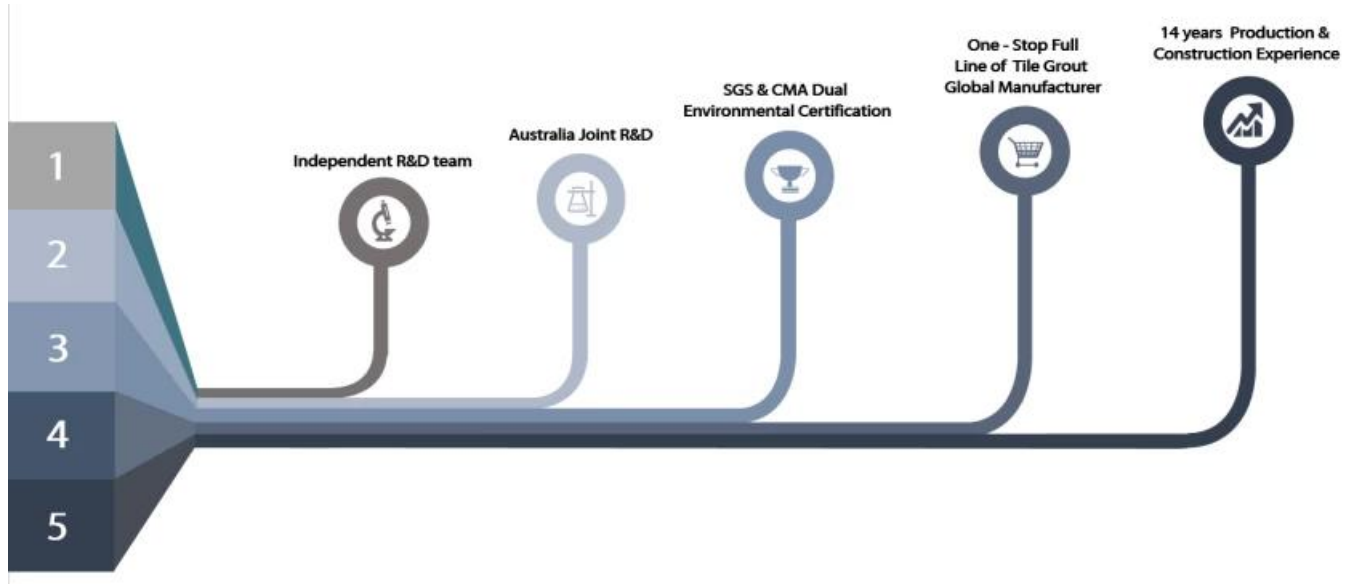 1
2
3
4
5
Independent R&D team
Australia Joint R&D
SGS & CMA Dual
Environmental Certification
One - Stop Full
Line of Tile Grout
Global Manufacturer
14 years Production &
Construction Experience